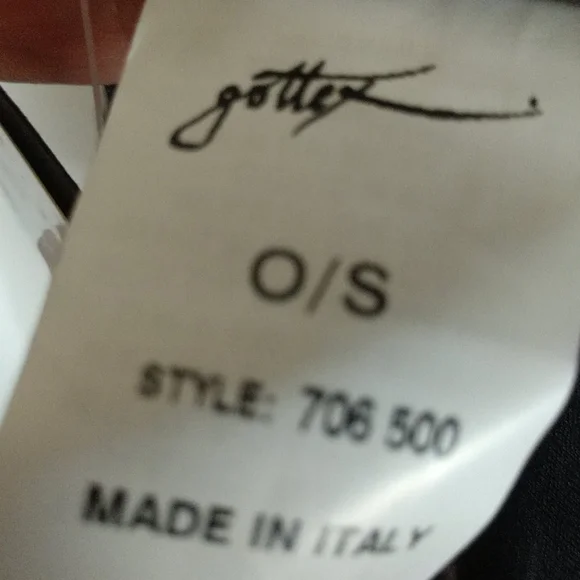 gottex
O/S
STYLE: 706 500
MADE IN ITALY